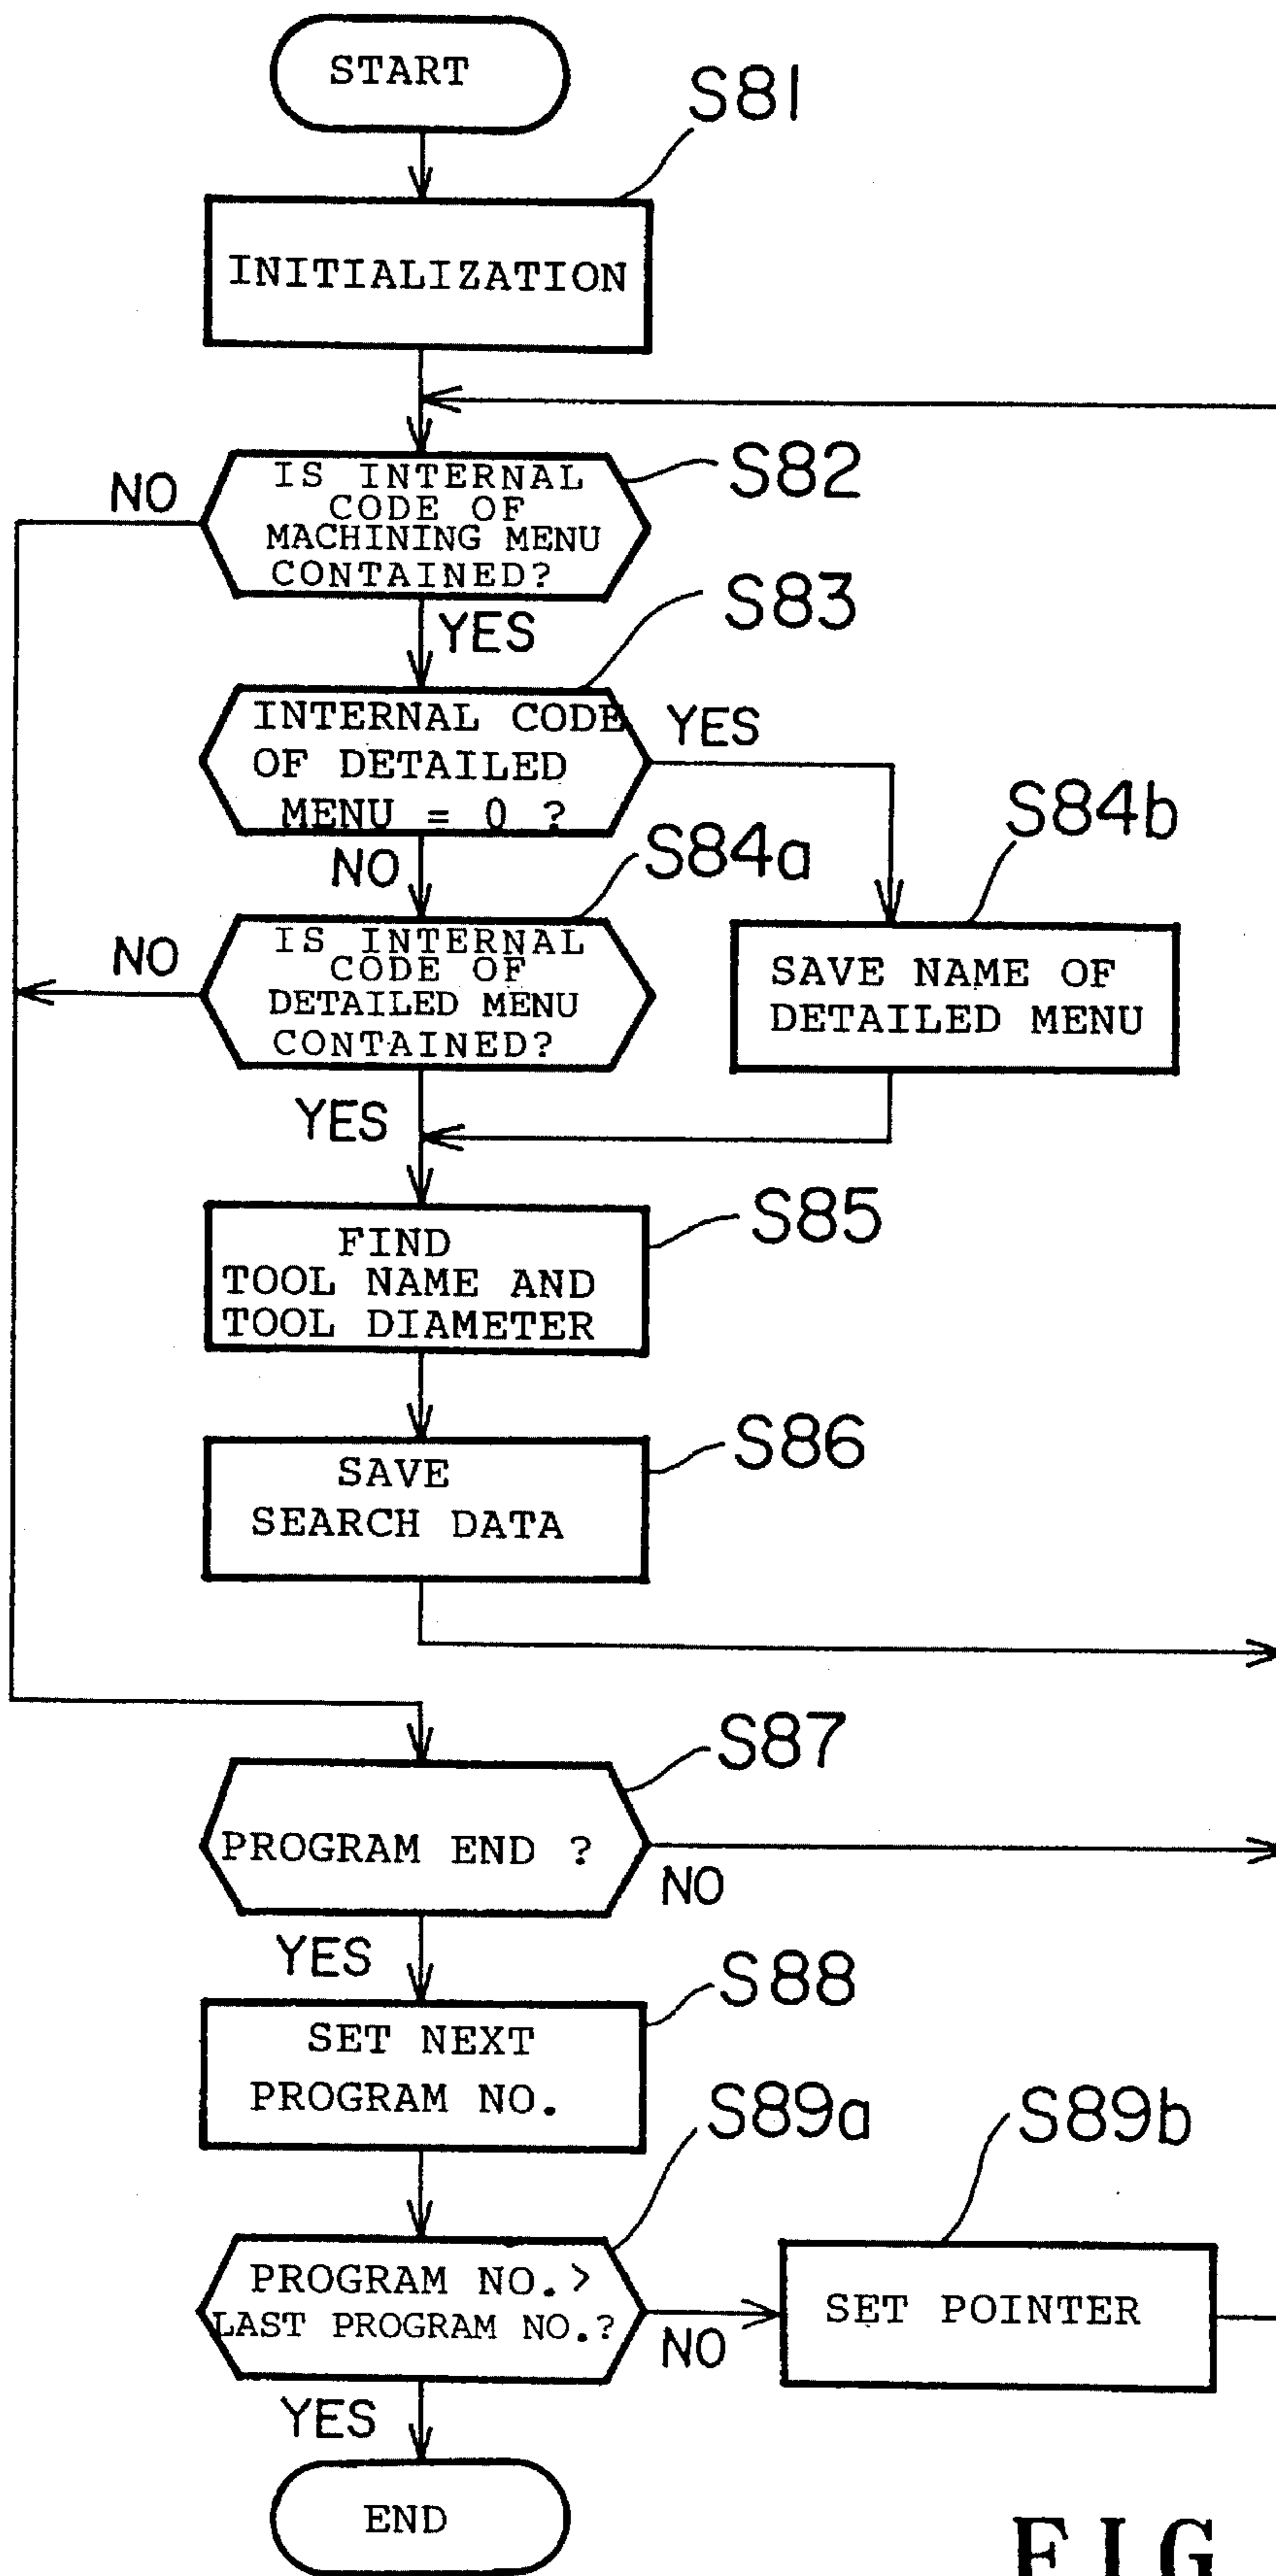 START
S81
INITIALIZATION
NO
IS INTERNAL
CODE OF
MACHINING MENU
CONTAINED?
S82
YES
S83
INTERNAL CODE
OF DETAILED
MENU = 0 ?
YES
NO
S84a
S84b
NO
IS INTERNAL
CODE OF
DETAILED MENU
CONTAINED?
SAVE NAME OF
DETAILED MENU
YES
FIND
TOOL NAME AND
TOOL DIAMETER
S85
SAVE
SEARCH DATA
S86
S87
PROGRAM END ?
NO
YES
S88
SET NEXT
PROGRAM NO.
S89a
S89b
PROGRAM NO.>
LAST PROGRAM NO.?
NO
SET POINTER
YES
END
FIG